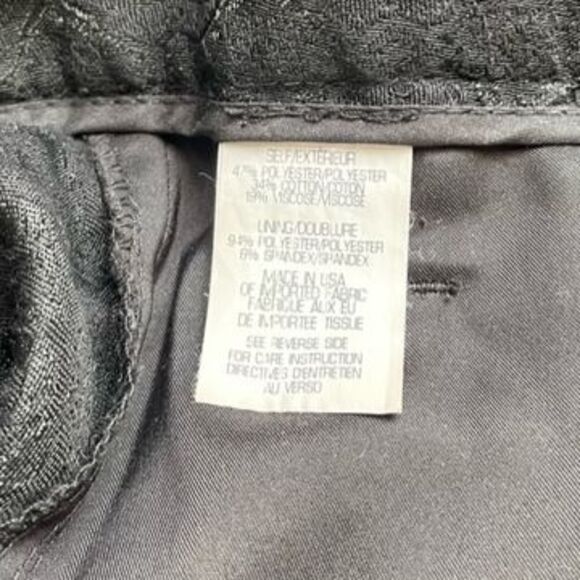 SELF/EXTÉRIEUR
47% POLYESTER/POLYESTER
34% COTTON/COTON
19% VISCOSE/VISCOSE
LINING/DOUBLURE
94% POLYESTER/POLYESTER
6% SPANDEX/SPANDEX
MADE IN USA
OF IMPORTED FABRIC
FABRIQUE AUX EU
DE IMPORTEE TISSUE
SEE REVERSE SIDE
FOR CARE INSTRUCTION
DIRECTIVES D'ENTRETIEN
AU VERSO